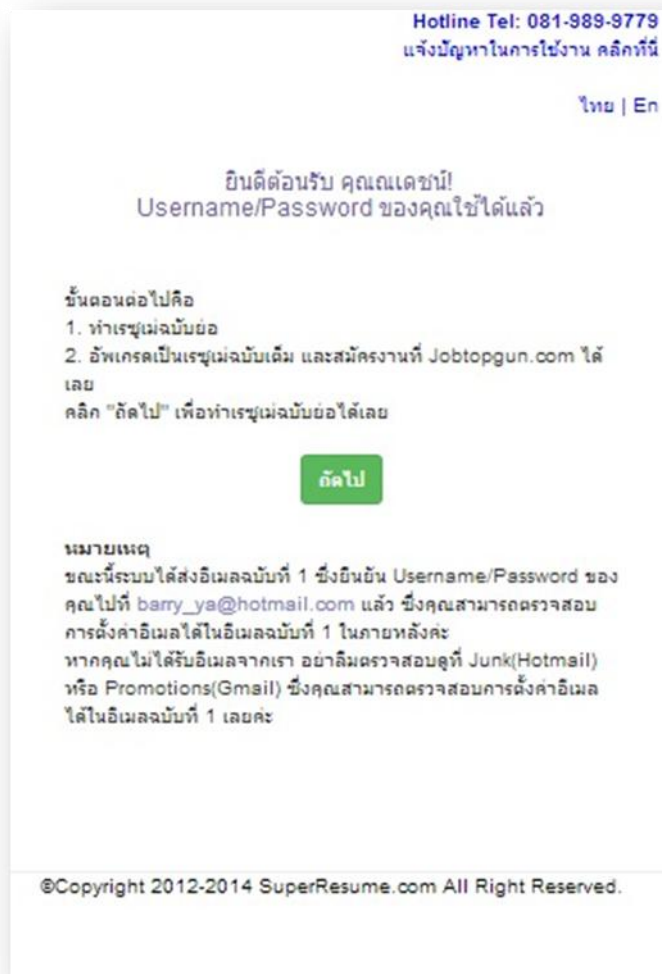 Hotline Tel: 081-989-9779
แจ้งปัญหาในการใช้งาน คลิกที่นี่
ไทย | En
ยินดีต้อนรับ คุณณเดชน์!
Username/Password ของคุณใช้ได้แล้ว
ขั้นตอนต่อไปคือ
1. ทำเรซูเม่ฉบับย่อ
2. อัพเกรดเป็นเรซูเม่ฉบับเต็ม และสมัครงานที่ Jobtopgun.com ได้
เลย
คลิก "ถัดไป" เพื่อทำเรซูเม่ฉบับย่อได้เลย
ถัดไป
หมายเหตุ
ขณะนี้ระบบได้ส่งอีเมลฉบับที่ 1 ซึ่งยืนยัน Username/Password ของ
คุณไปที่ barry_ya@hotmail.com แล้ว ซึ่งคุณสามารถตรวจสอบ
การตั้งค่าอีเมลได้ในอีเมลฉบับที่ 1 ในภายหลังค่ะ
หากคุณไม่ได้รับอีเมลจากเรา อย่าลืมตรวจสอบดูที่ Junk(Hotmail)
หรือ Promotions(Gmail) ซึ่งคุณสามารถตรวจสอบการตั้งค่าอีเมล
ได้ในอีเมลฉบับที่ 1 เลยค่ะ
©Copyright 2012-2014 SuperResume.com All Right Reserved.